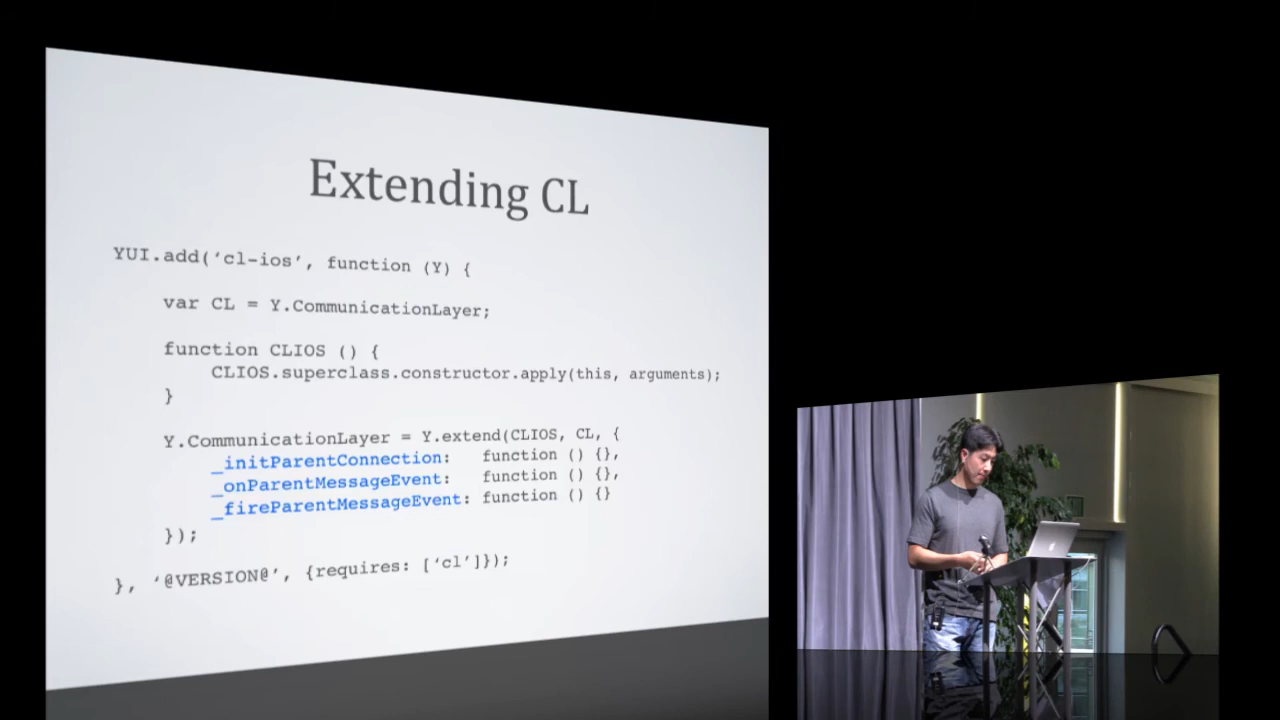 Extending CL
YUI.add(‘cl-ios’, function (Y) {
var CL = Y.CommunicationLayer;
function CLIOS () {
CLIOS.superclass.constructor.apply(this, arguments);
}
Y.CommunicationLayer = Y.extend(CLIOS, CL, {
_initParentConnection: function () {},
_onParentMessageEvent: function () {},
_fireParentMessageEvent: function () {}
});
}, ‘@VERSION@’, {requires: [‘cl’]});